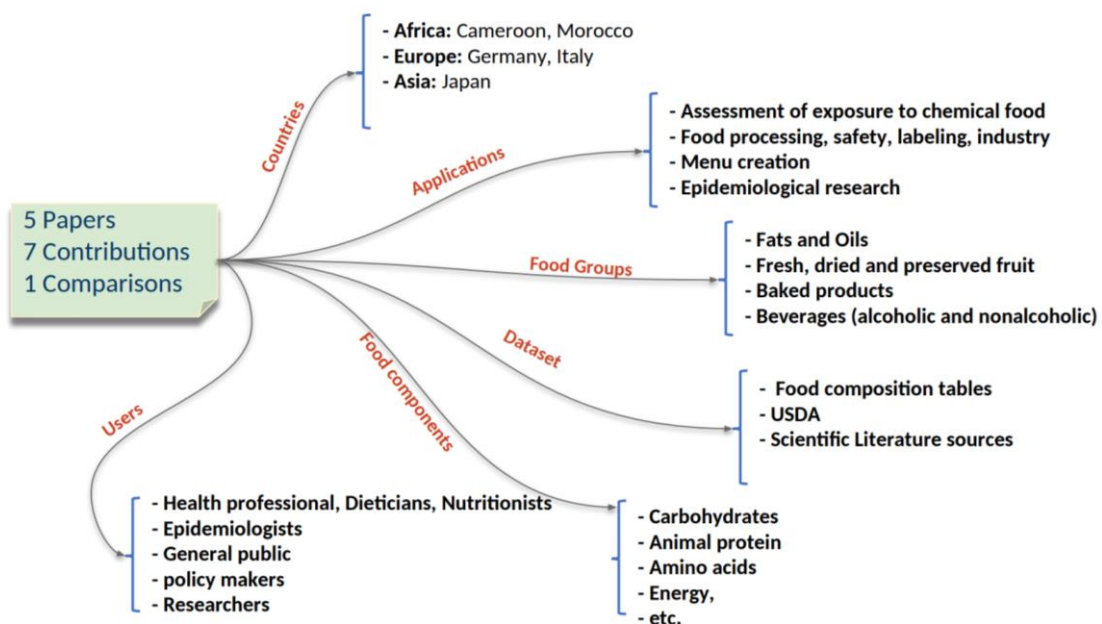 5 Papers
7 Contributions
1 Comparisons
Countries
- Africa: Cameroon, Morocco
- Europe: Germany, Italy
- Asia: Japan
Applications
- Assessment of exposure to chemical food
- Food processing, safety, labeling, industry
- Menu creation
- Epidemiological research
Food Groups
- Fats and Oils
- Fresh, dried and preserved fruit
- Baked products
- Beverages (alcoholic and nonalcoholic)
Dataset
- Food composition tables
- USDA
- Scientific Literature sources
Food components
- Carbohydrates
- Animal protein
- Amino acids
- Energy,
- etc.
Users
- Health professional, Dieticians, Nutritionists
- Epidemiologists
- General public
- policy makers
- Researchers